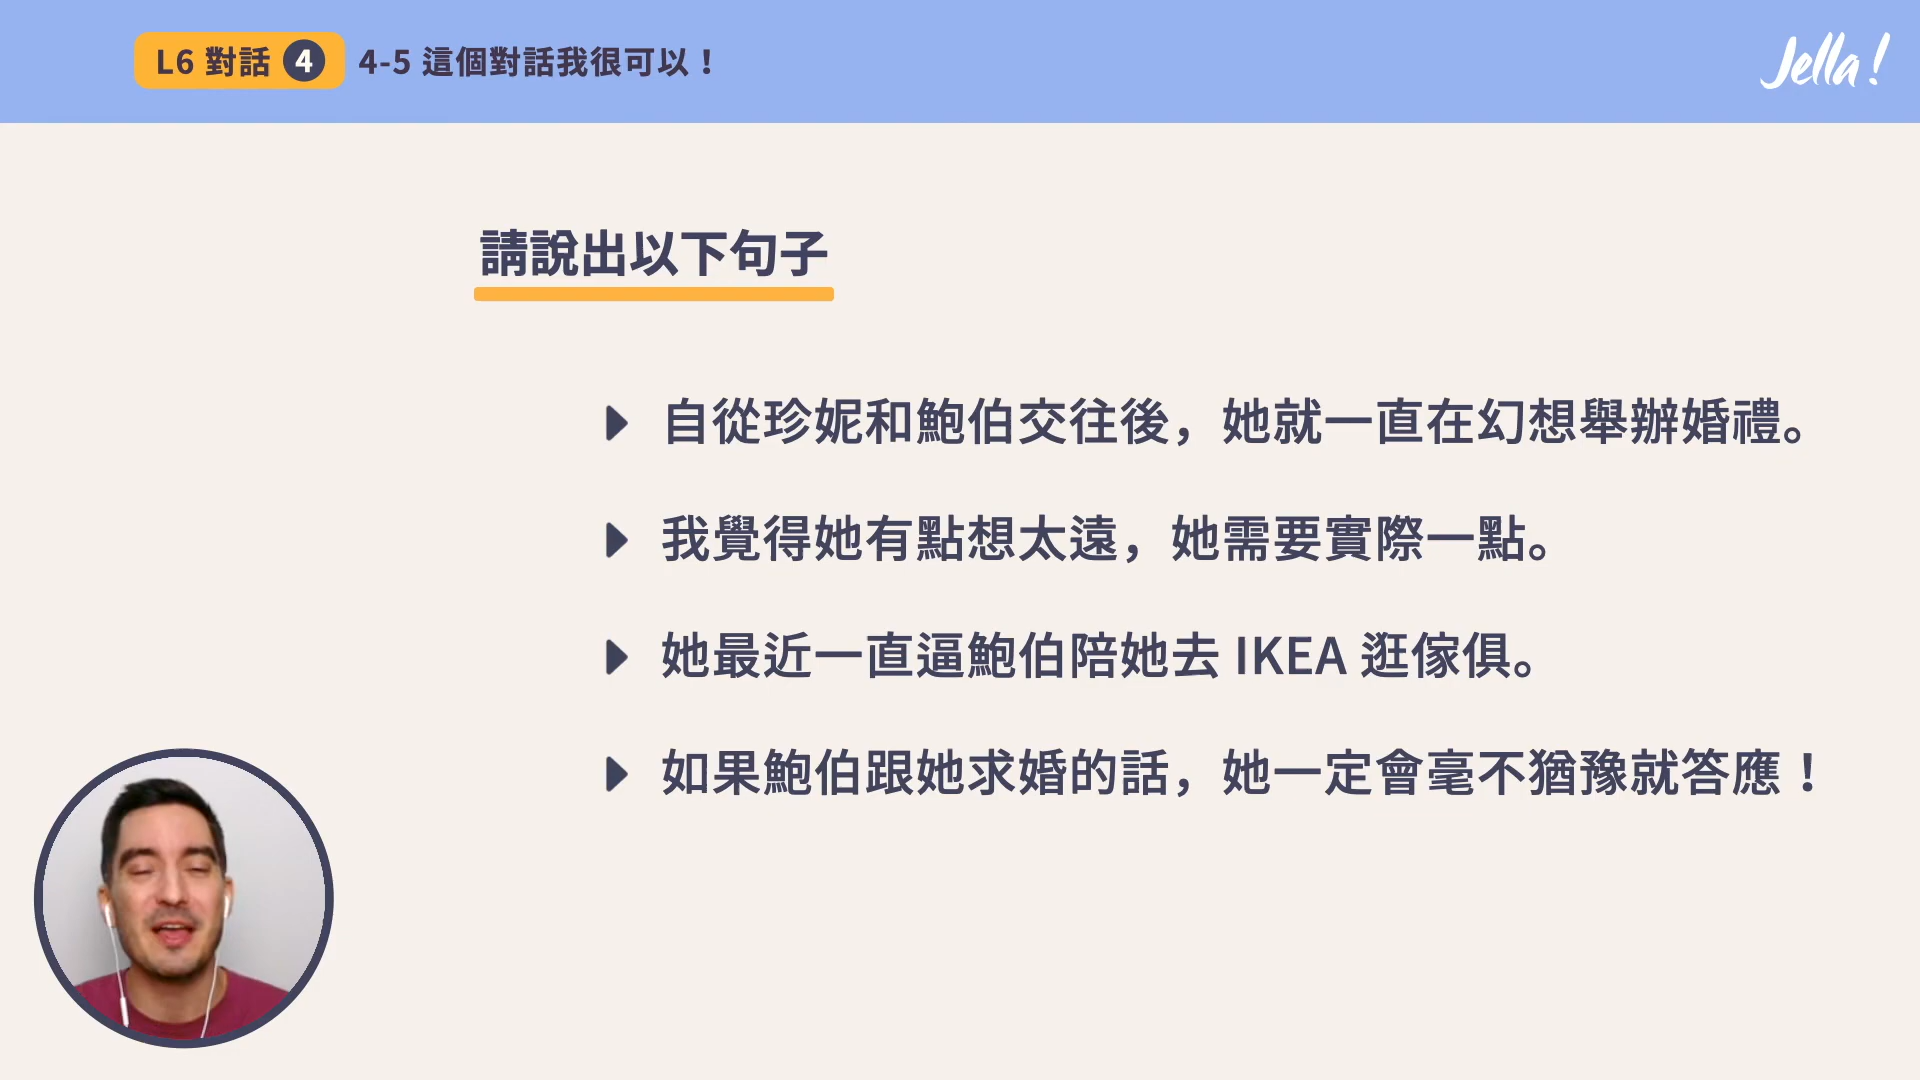 L6 對話 4 4-5 這個對話我很可以！
Jella!
請說出以下句子
自從珍妮和鮑伯交往後，她就一直在幻想舉辦婚禮。
我覺得她有點想太遠，她需要實際一點。
她最近一直逼鮑伯陪她去 IKEA 逛傢俱。
如果鮑伯跟她求婚的話，她一定會毫不猶豫就答應！